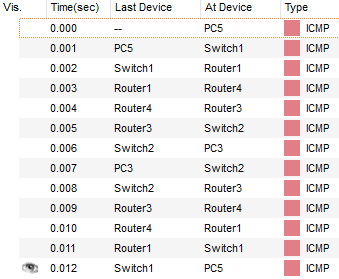 Vis. Time(sec) Last Device At Device Type
0.000 -- PC5 ICMP
0.001 PC5 Switch1 ICMP
0.002 Switch1 Router1 ICMP
0.003 Router1 Router4 ICMP
0.004 Router4 Router3 ICMP
0.005 Router3 Switch2 ICMP
0.006 Switch2 PC3 ICMP
0.007 PC3 Switch2 ICMP
0.008 Switch2 Router3 ICMP
0.009 Router3 Router4 ICMP
0.010 Router4 Router1 ICMP
0.011 Router1 Switch1 ICMP
0.012 Switch1 PC5 ICMP